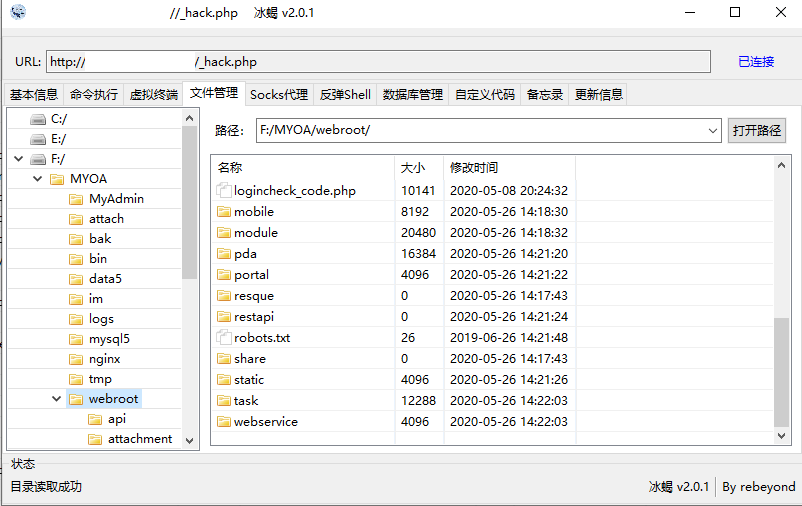 //_hack.php 冰蝎 v2.0.1
URL: http:// /_hack.php 已连接
基本信息 命令执行 虚拟终端 文件管理 Socks代理 反弹Shell 数据库管理 自定义代码 备忘录 更新信息
C:/
E:/
F:/
MYOA
MyAdmin
attach
bak
bin
data5
im
logs
mysql5
nginx
tmp
webroot
api
attachment
路径: F:/MYOA/webroot/ 打开路径
名称 大小 修改时间
logincheck_code.php 10141 2020-05-08 20:24:32
mobile 8192 2020-05-26 14:18:30
module 20480 2020-05-26 14:18:32
pda 16384 2020-05-26 14:21:20
portal 4096 2020-05-26 14:21:22
resque 0 2020-05-26 14:17:43
restapi 0 2020-05-26 14:21:24
robots.txt 26 2019-06-26 14:21:48
share 0 2020-05-26 14:17:43
static 4096 2020-05-26 14:21:26
task 12288 2020-05-26 14:22:03
webservice 4096 2020-05-26 14:22:03
状态
目录读取成功 冰蝎 v2.0.1 By rebeyond